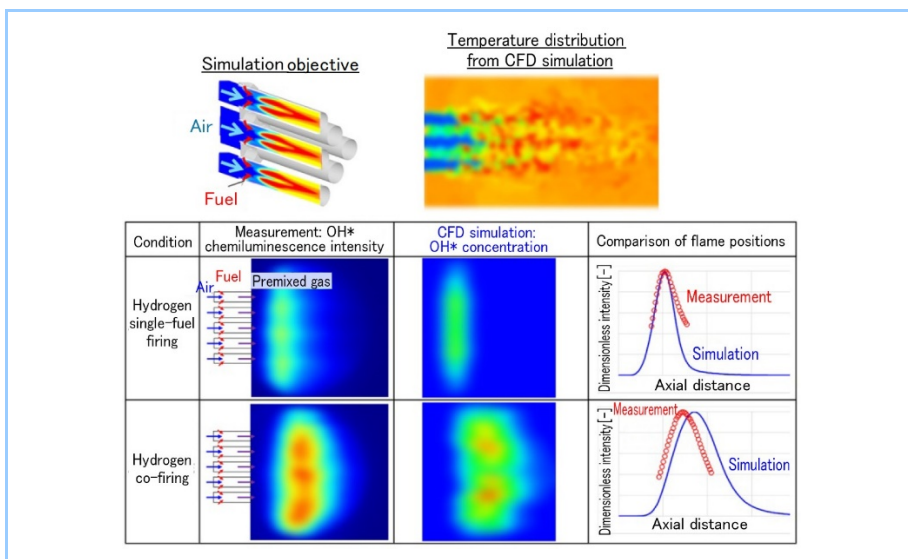 Simulation objective
Temperature distribution
from CFD simulation
Air
Fuel
Condition
Measurement: OH*
chemiluminescence intensity
CFD simulation:
OH* concentration
Comparison of flame positions
Hydrogen
single-fuel
firing
Fuel
Air
Premixed gas
Dimensionless intensity[-]
Measurement
Simulation
Axial distance
Hydrogen
co-firing
Dimensionless intensity[-]
Measurement
Simulation
Axial distance